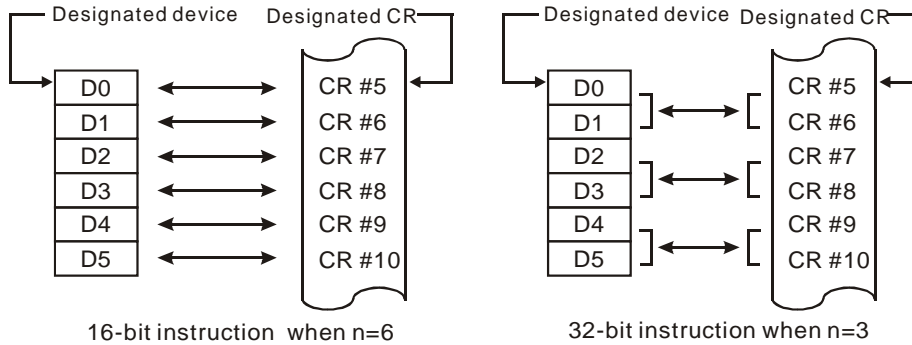 Designated device Designated CR
D0 CR #5
D1 CR #6
D2 CR #7
D3 CR #8
D4 CR #9
D5 CR #10
16-bit instruction when n=6
Designated device Designated CR
D0 CR #5
D1 CR #6
D2 CR #7
D3 CR #8
D4 CR #9
D5 CR #10
32-bit instruction when n=3